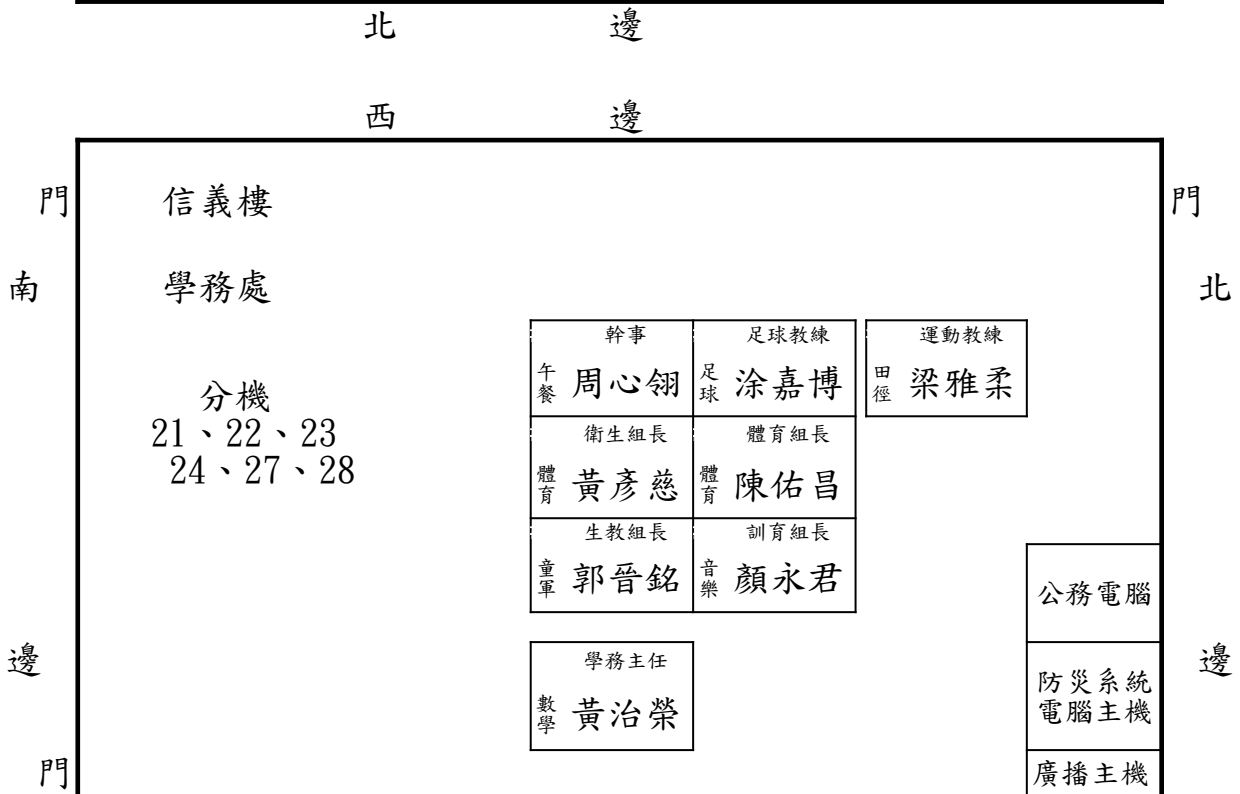 北邊
西邊
門
信義樓
門
南
學務處
北
幹事
午餐 周心翎
足球教練
足球 涂嘉博
運動教練
田徑 梁雅柔
分機
21、22、23
24、27、28
衛生組長
體育 黃彥慈
體育組長
體育 陳佑昌
生教組長
童軍 郭晉銘
訓育組長
音樂 顏永君
公務電腦
邊
學務主任
數學 黃治榮
防災系統
電腦主機
邊
門
廣播主機